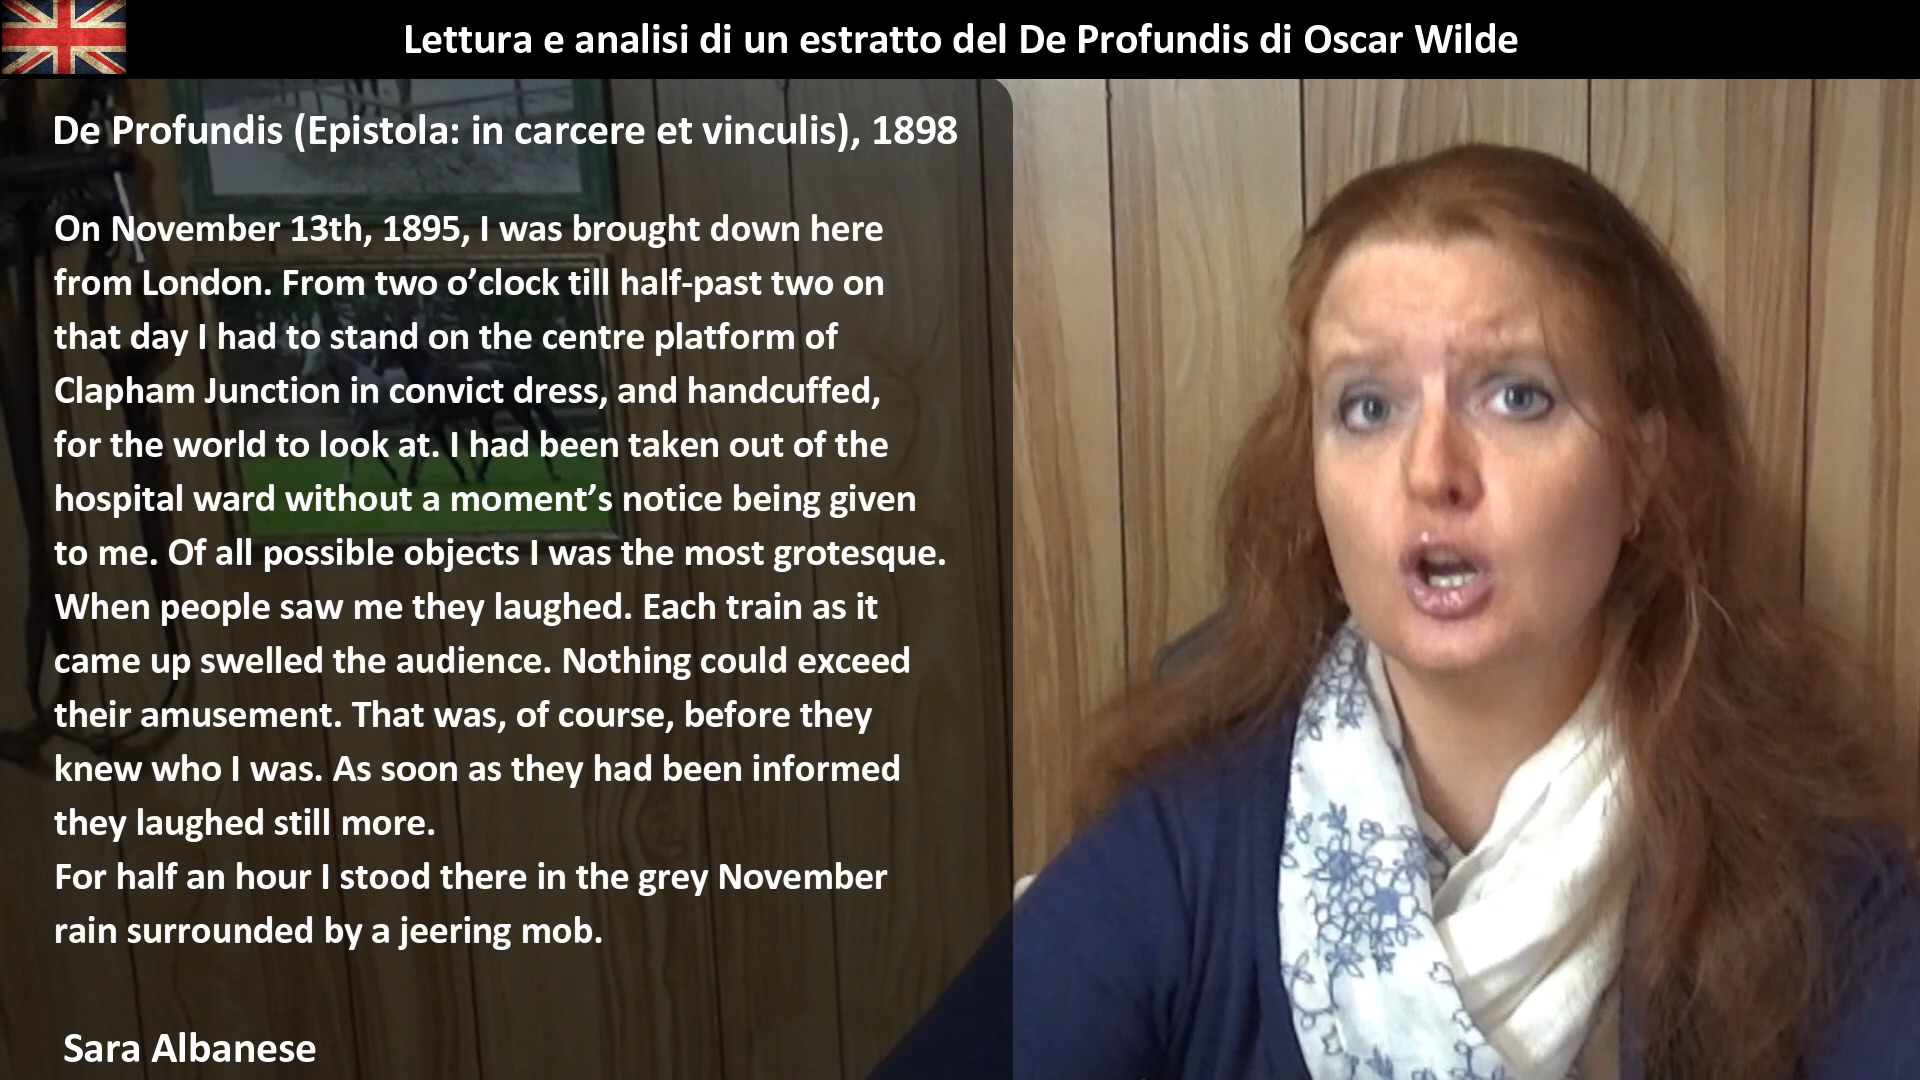 Lettura e analisi di un estratto del De Profundis di Oscar Wilde
De Profundis (Epistola: in carcere et vinculis), 1898
On November 13th, 1895, I was brought down here
from London. From two o’clock till half-past two on
that day I had to stand on the centre platform of
Clapham Junction in convict dress, and handcuffed,
for the world to look at. I had been taken out of the
hospital ward without a moment’s notice being given
to me. Of all possible objects I was the most grotesque.
When people saw me they laughed. Each train as it
came up swelled the audience. Nothing could exceed
their amusement. That was, of course, before they
knew who I was. As soon as they had been informed
they laughed still more.
For half an hour I stood there in the grey November
rain surrounded by a jeering mob.
Sara Albanese